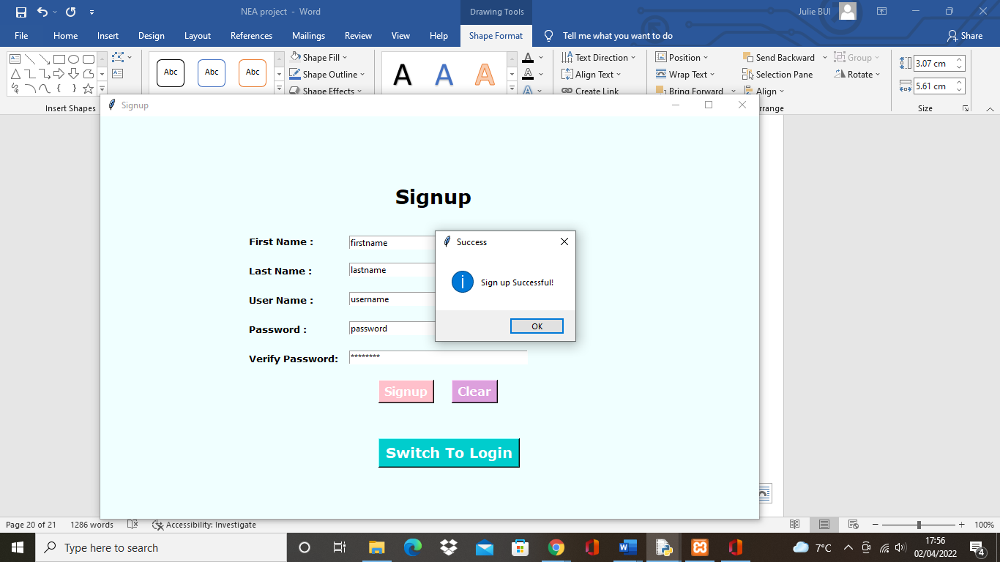 NEA project - Word
Drawing Tools
Julie BUI
File
Home
Insert
Design
Layout
References
Mailings
Review
View
Help
Shape Format
Tell me what you want to do
Share
Abc
Abc
Abc
Shape Fill
Shape Outline
Shape Effects
A
A
A
A
A
A
Text Direction
Align Text
Create Link
Position
Wrap Text
Bring Forward
Send Backward
Selection Pane
Align
Group
Rotate
3.07 cm
5.61 cm
Insert Shapes
rrange
Size
Signup
Signup
First Name :
firstname
Last Name :
lastname
User Name :
username
Password :
password
Verify Password:
********
Success
Sign up Successful!
OK
Signup
Clear
Switch To Login
Page 20 of 21
1286 words
Accessibility: Investigate
100%
Type here to search
7°C
17:56
02/04/2022
4